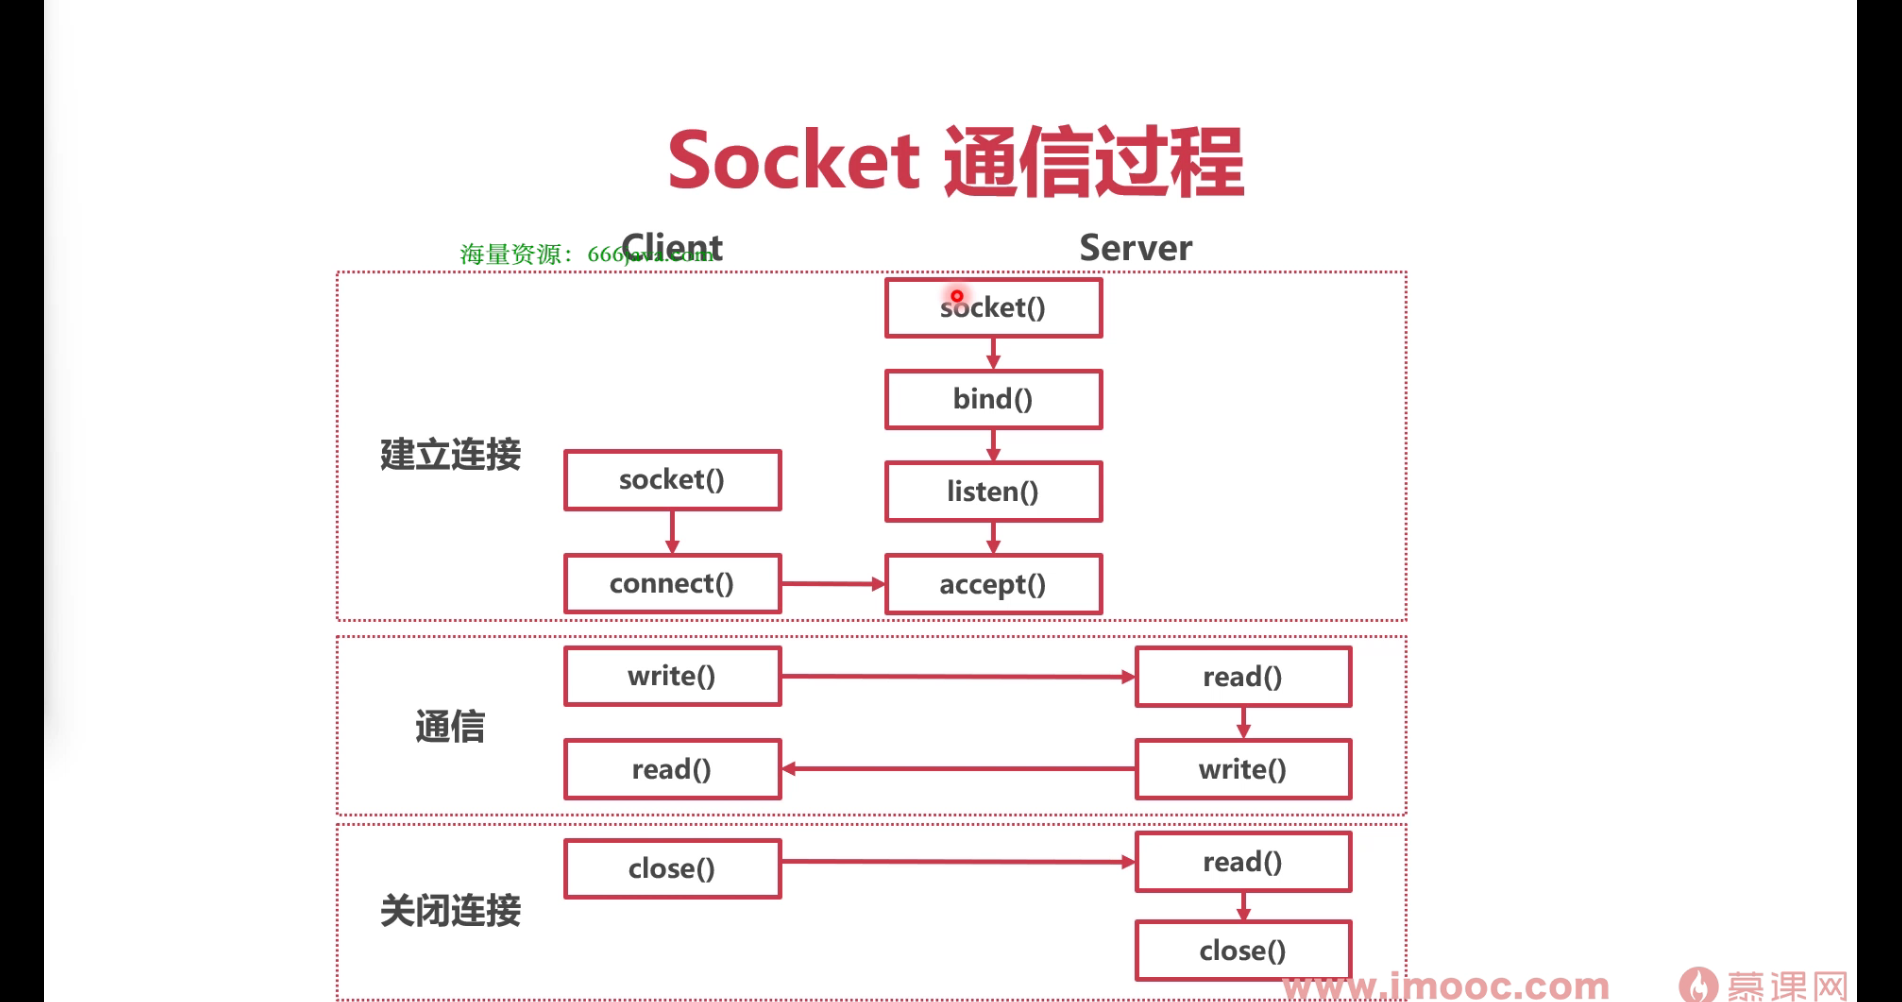 Socket 通信过程
Client
Server
海量资源：666java.com
socket()
bind()
建立连接
socket()
listen()
connect()
accept()
write()
read()
通信
read()
write()
close()
read()
关闭连接
close()
www.imooc.com
慕课网